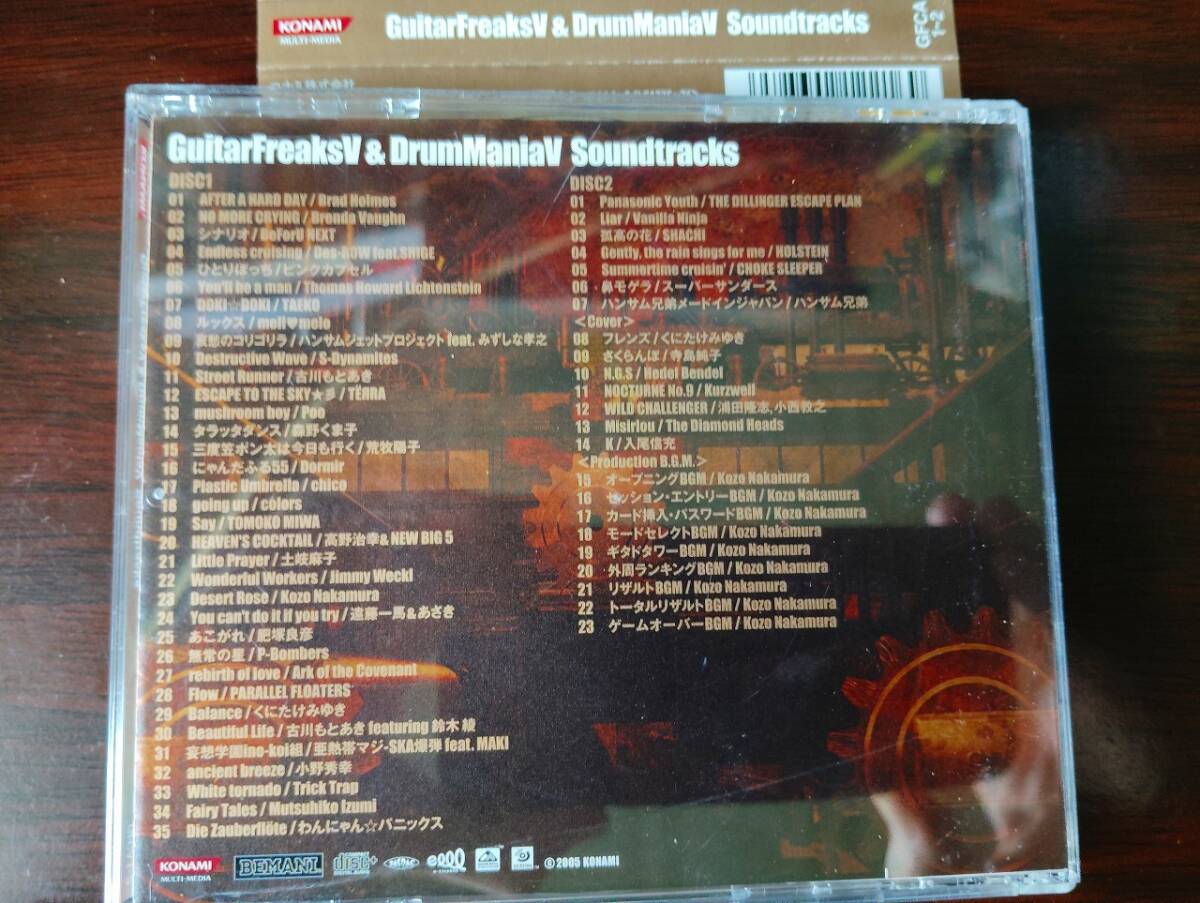 KONAMI
MULTI-MEDIA
GuitarFreaksV & DrumManiaV Soundtracks
GFCA
1~2
GuitarFreaksV & DrumManiaV Soundtracks
DISC1
01 AFTER A HARD DAY / Brad Holmes
02 NO MORE CRYING / Brenda Vaughn
03 シナリオ / BeForU NEXT
04 Endless cruising / Des-ROW feat.SHIGE
05 ひとりぼっち / ピンクカプセル
06 You'll be a man / Thomas Howard Lichtenstein
07 DOKI☆DOKI / TAEKO
08 ルックス / mell♥molo
09 哀愁のコリゴリラ / ハンサムジェットプロジェクト feat. みずしな孝之
10 Destructive Wave / S-Dynamites
11 Street Runner / 古川もとあき
12 ESCAPE TO THE SKY★彡 / TЁRRA
13 mushroom boy / Poo
14 タラッタダンス /森野くま子
15 三度笠ポン太は今日も行く / 荒牧陽子
16 にゃんだふる55 / Dormir
17 Plastic Umbrella / chico
18 going up / colors
19 Say / TOMOKO MIWA
20 HEAVEN'S COCKTAIL / 高野治幸& NEW BIG 5
21 Little Prayer / 土岐麻子
22 Wonderful Workers / Jimmy Weckl
23 Desert Rose / Kozo Nakamura
24 You can't do it if you try / 遠藤一馬&あさき
25 あこがれ / 肥塚良彦
26 無常の星 / P-Bombers
27 rebirth of love / Ark of the Covenant
28 Flow / PARALLEL FLOATERS
29 Balance / くにたけみゆき
30 Beautiful Life / 古川もとあき featuring 鈴木 綾
31 妄想学園ino-koi組 / 亜熱帯マジ-SKA爆弾 feat. MAKI
32 ancient breeze / 小野秀幸
33 White tornado / Trick Trap
34 Fairy Tales / Mutsuhiko Izumi
35 Die Zauberflöte / わんにゃん☆パニックス
DISC2
01 Panasonic Youth / THE DILLINGER ESCAPE PLAN
02 Liar / Vanilla Ninja
03 孤高の花 / SHACHI
04 Gently, the rain sings for me / HOLSTEIN
05 Summertime cruisin' / CHOKE SLEEPER
06 鼻モゲラ / スーパーサンダース
07 ハンサム兄弟メードインジャパン / ハンサム兄弟
<Cover>
08 フレンズ / くにたけみゆき
09 さくらんぼ / 寺島純子
10 N.G.S / Hedel Bendel
11 NOCTURNE No.9 / Kurzwell
12 WILD CHALLENGER / 浦田隆志,小西教之
13 Misirlou / The Diamond Heads
14 K / 入尾信充
<Production B.G.M.>
15 オープニングBGM / Kozo Nakamura
16 セッション・エントリーBGM / Kozo Nakamura
17 カード挿入・パスワードBGM / Kozo Nakamura
18 モードセレクトBGM / Kozo Nakamura
19 ギタドタワーBGM / Kozo Nakamura
20 外周ランキングBGM / Kozo Nakamura
21 リザルトBGM / Kozo Nakamura
22 トータルリザルトBGM / Kozo Nakamura
23 ゲームオーバーBGM / Kozo Nakamura
KONAMI
MULTI-MEDIA
BEMANI
© 2005 KONAMI